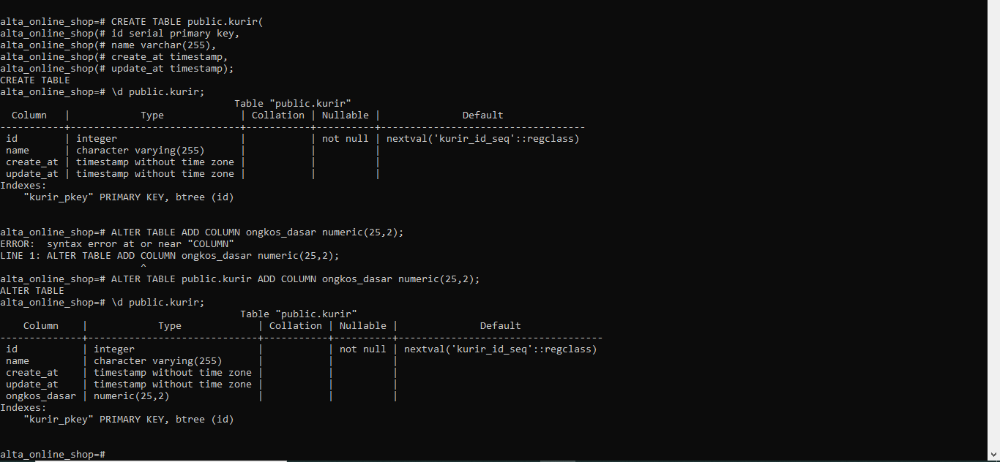 alta_online_shop=# CREATE TABLE public.kurir(
alta_online_shop(# id serial primary key,
alta_online_shop(# name varchar(255),
alta_online_shop(# create_at timestamp,
alta_online_shop(# update_at timestamp);
CREATE TABLE
alta_online_shop=# \d public.kurir;
                                        Table "public.kurir"
  Column   |            Type             | Collation | Nullable |              Default
-----------+-----------------------------+-----------+----------+-----------------------------------
 id        | integer                     |           | not null | nextval('kurir_id_seq'::regclass)
 name      | character varying(255)      |           |          |
 create_at | timestamp without time zone |           |          |
 update_at | timestamp without time zone |           |          |
Indexes:
    "kurir_pkey" PRIMARY KEY, btree (id)
alta_online_shop=# ALTER TABLE ADD COLUMN ongkos_dasar numeric(25,2);
ERROR:  syntax error at or near "COLUMN"
LINE 1: ALTER TABLE ADD COLUMN ongkos_dasar numeric(25,2);
                        ^
alta_online_shop=# ALTER TABLE public.kurir ADD COLUMN ongkos_dasar numeric(25,2);
ALTER TABLE
alta_online_shop=# \d public.kurir;
                                         Table "public.kurir"
    Column    |            Type             | Collation | Nullable |              Default
--------------+-----------------------------+-----------+----------+-----------------------------------
 id           | integer                     |           | not null | nextval('kurir_id_seq'::regclass)
 name         | character varying(255)      |           |          |
 create_at    | timestamp without time zone |           |          |
 update_at    | timestamp without time zone |           |          |
 ongkos_dasar | numeric(25,2)               |           |          |
Indexes:
    "kurir_pkey" PRIMARY KEY, btree (id)
alta_online_shop=#